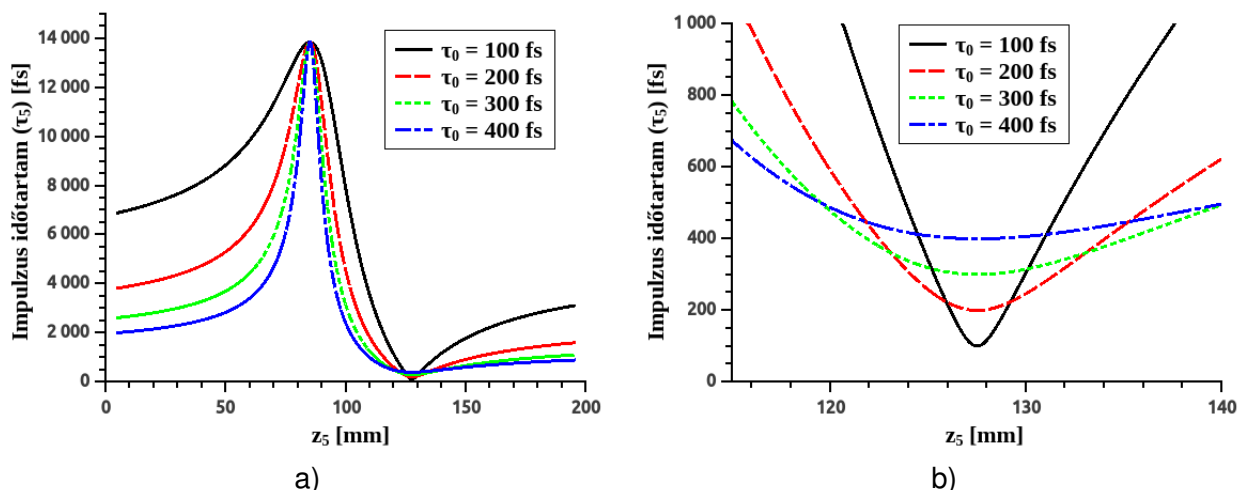 14 000
12 000
10 000
8 000
6 000
4 000
2 000
0
Impulzus időtartam (τ₅) [fs]
τ₀ = 100 fs
τ₀ = 200 fs
τ₀ = 300 fs
τ₀ = 400 fs
0 50 100 150 200
z₅ [mm]
a)
1 000
800
600
400
200
0
Impulzus időtartam (τ₅) [fs]
τ₀ = 100 fs
τ₀ = 200 fs
τ₀ = 300 fs
τ₀ = 400 fs
120 130 140
z₅ [mm]
b)